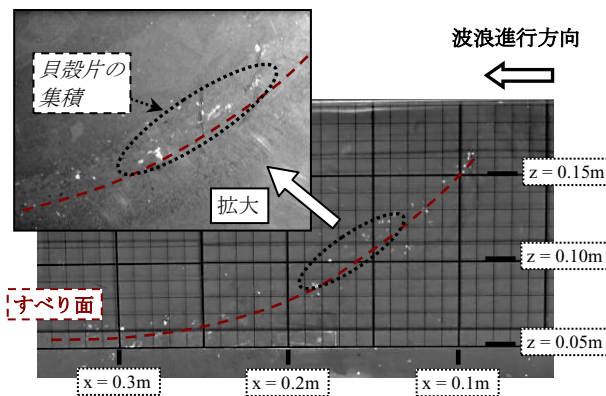 貝殻片の
集積
波浪進行方向
拡大
z = 0.15m
z = 0.10m
すべり面
z = 0.05m
x = 0.3m
x = 0.2m
x = 0.1m